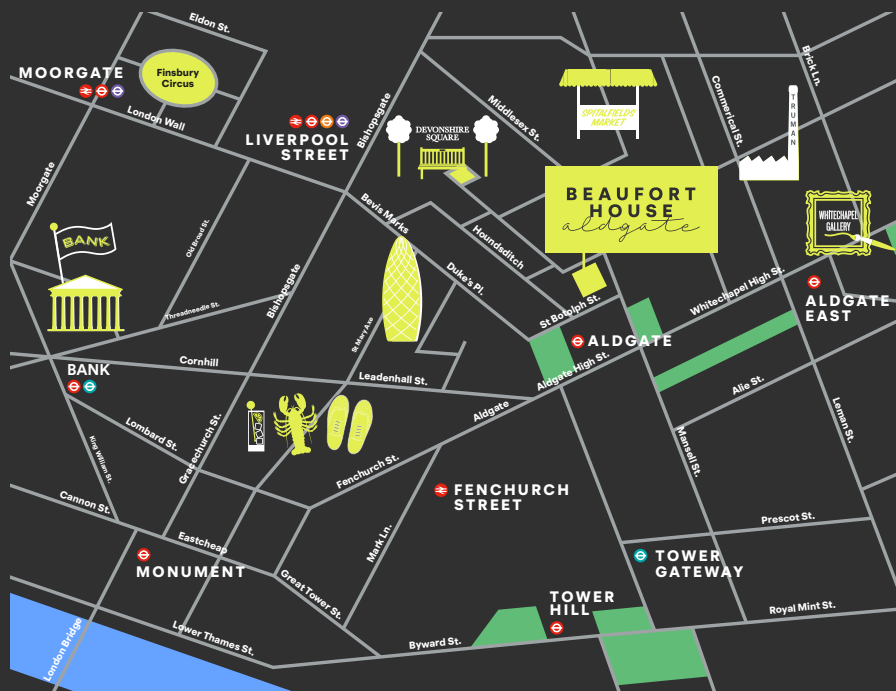 Eldon St.
MOORGATE
Finsbury
Circus
London Wall
LIVERPOOL
STREET
Bishopsgate
Middlesex St.
DEVONSHIRE
SQUARE
SPITALFIELDS
MARKET
Commerical St.
Brick Ln.
TRUMAN
Moorgate
BANK
Old Broad St.
Threadneedle St.
Bishopsgate
Bevis Marks
Houndsditch
Duke's Pl.
BEAUFORT
HOUSE
aldgate
WHITECHAPEL
GALLERY
St Botolph St.
Whitechapel High St.
ALDGATE
EAST
ALDGATE
Aldgate High St.
St Mary Axe
Cornhill
Leadenhall St.
BANK
Lombard St.
King William St.
Gracechurch St.
Aldgate
Alie St.
Leman St.
Mansell St.
Fenchurch St.
FENCHURCH
STREET
Mark Ln.
Cannon St.
Eastcheap
MONUMENT
Great Tower St.
Prescot St.
TOWER
GATEWAY
TOWER
HILL
Royal Mint St.
Byward St.
Lower Thames St.
London Bridge